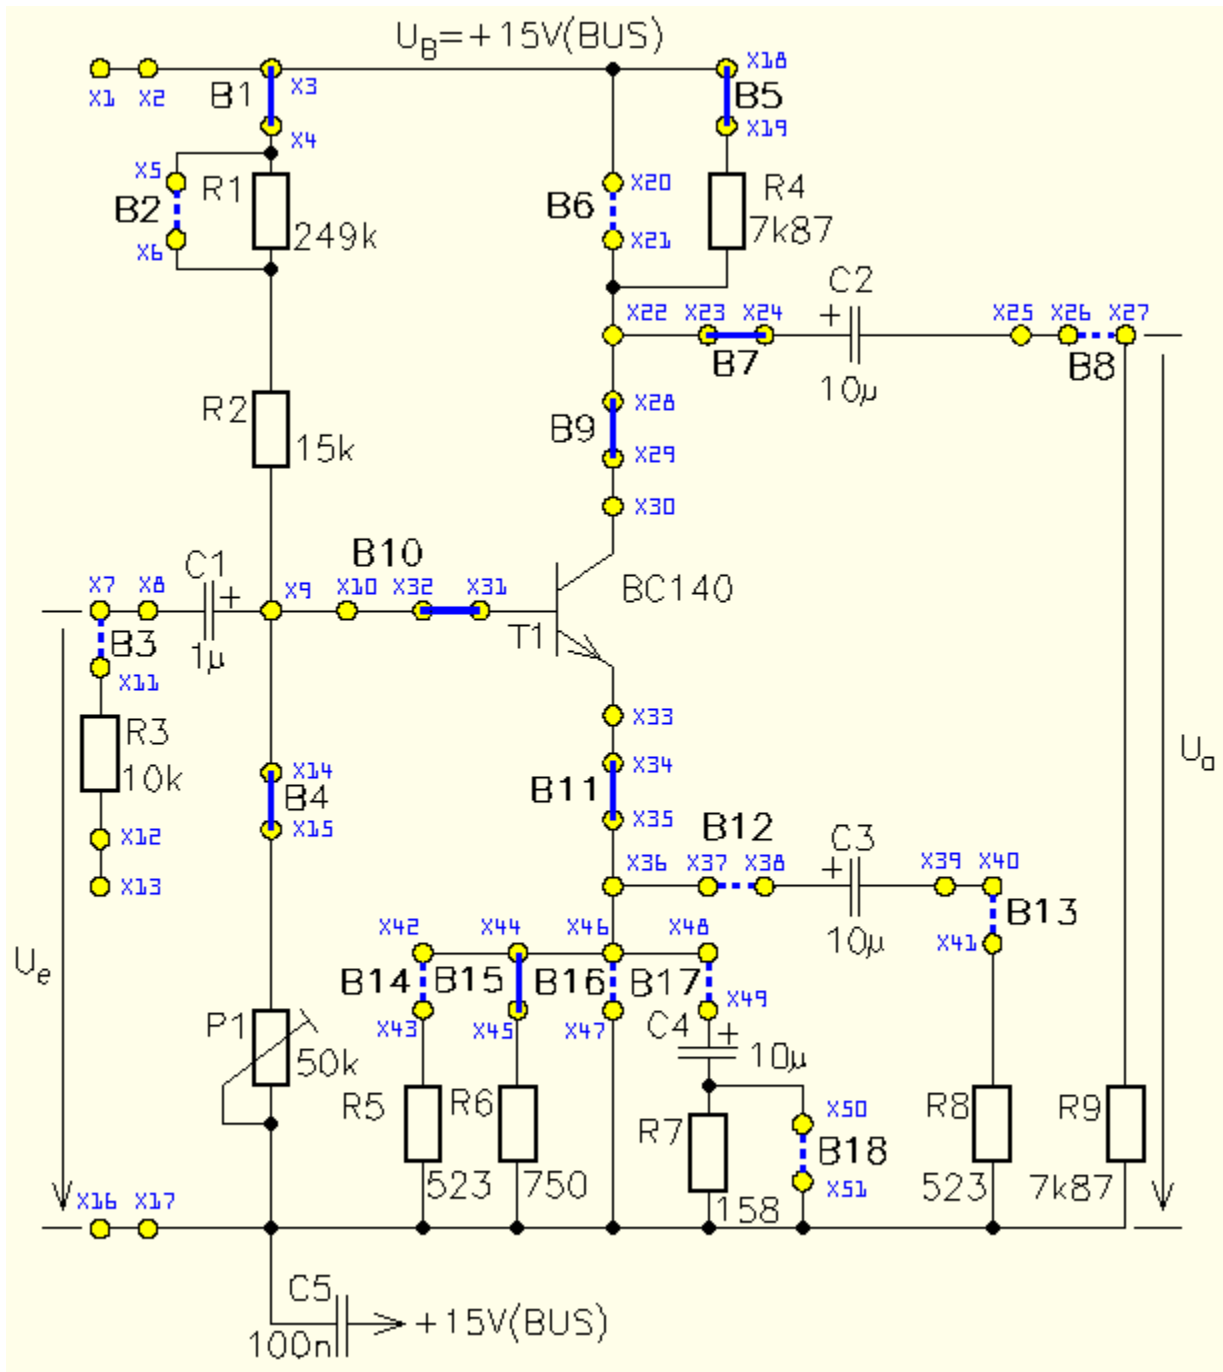 U_B=+15V(BUS)
X1 X2 B1 X3 X18 B5
X4 X19
X5 R1 X20 R4
B2 B6 7k87
X6 249k X21
C2
X22 X23 X24 + X25 X26 X27
B7 B8
10µ
R2 X28
B9
15k X29
X30
B10
C1
X7 X8 + X9 X10 X32 X31 BC140
B3 1µ T1
X11
R3 X33
10k X14 X34 U_a
B4 B11
X12 X15 X35 B12 C3
X13 X36 X37 X38 + X39 X40
B13
X42 X44 X46 X48 10µ X41
U_e B14 B15 B16 B17
X43 X45 X47 X49
P1 C4 +
50k 10µ
R5 R6 X50 R8 R9
R7 B18
523 750 X51 523 7k87
X16 X17 158
C5
100n +15V(BUS)